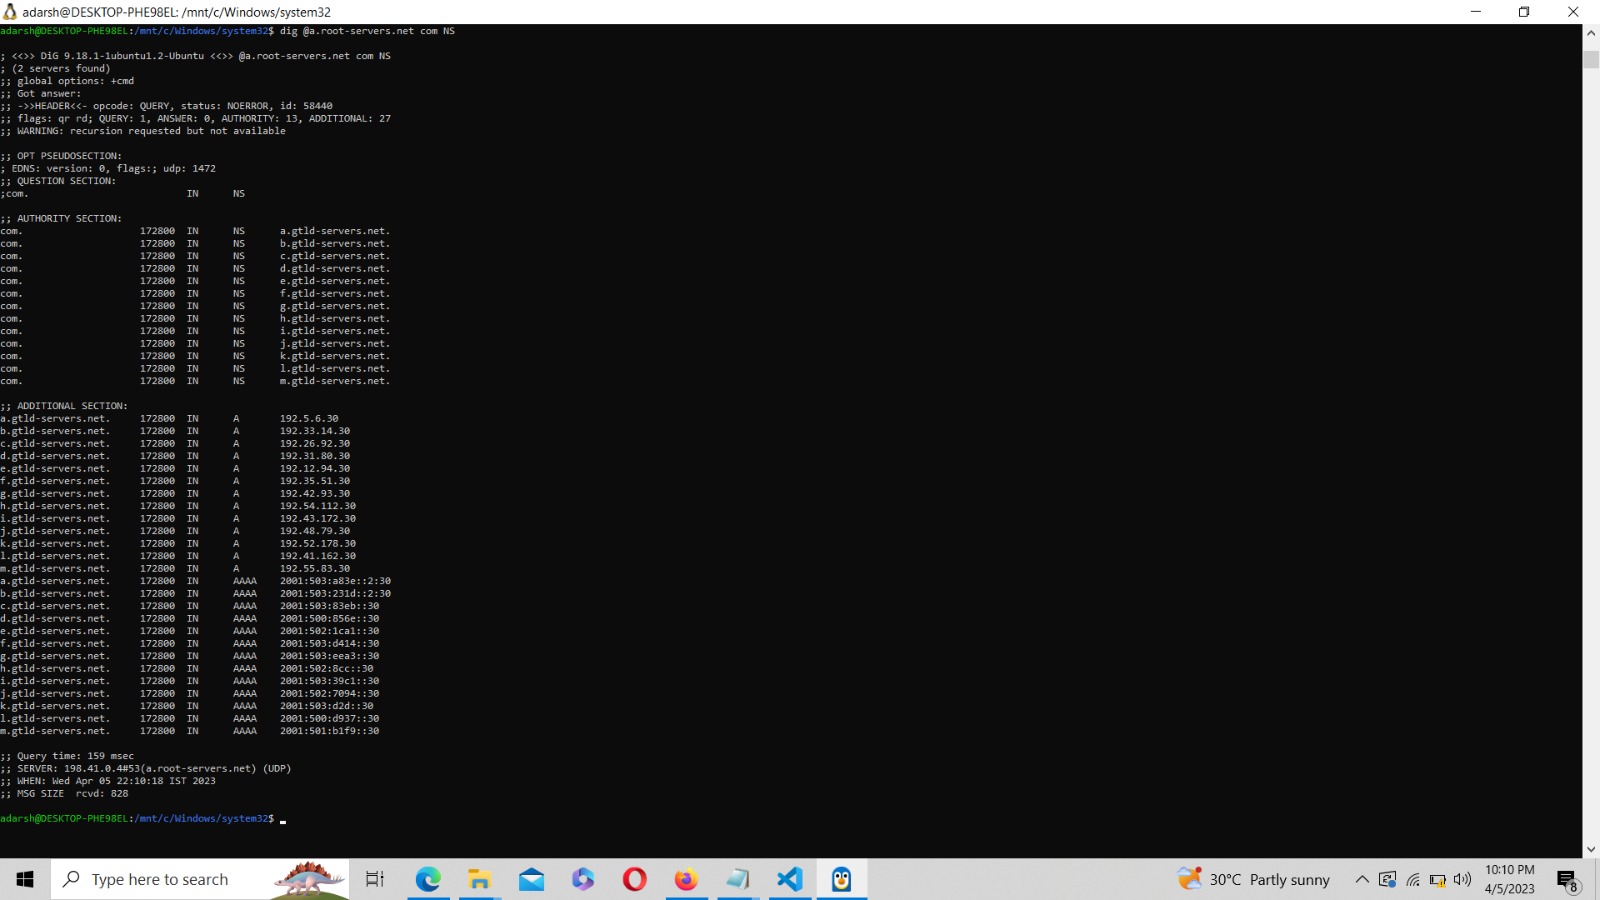 adarsh@DESKTOP-PHE98EL: /mnt/c/Windows/system32
adarsh@DESKTOP-PHE98EL:/mnt/c/Windows/system32$ dig @a.root-servers.net com NS
; <<>> DiG 9.18.1-1ubuntu1.2-Ubuntu <<>> @a.root-servers.net com NS
; (2 servers found)
;; global options: +cmd
;; Got answer:
;; ->>HEADER<<- opcode: QUERY, status: NOERROR, id: 58440
;; flags: qr rd; QUERY: 1, ANSWER: 0, AUTHORITY: 13, ADDITIONAL: 27
;; WARNING: recursion requested but not available
;; OPT PSEUDOSECTION:
; EDNS: version: 0, flags:; udp: 1472
;; QUESTION SECTION:
;com. IN NS
;; AUTHORITY SECTION:
com. 172800 IN NS a.gtld-servers.net.
com. 172800 IN NS b.gtld-servers.net.
com. 172800 IN NS c.gtld-servers.net.
com. 172800 IN NS d.gtld-servers.net.
com. 172800 IN NS e.gtld-servers.net.
com. 172800 IN NS f.gtld-servers.net.
com. 172800 IN NS g.gtld-servers.net.
com. 172800 IN NS h.gtld-servers.net.
com. 172800 IN NS i.gtld-servers.net.
com. 172800 IN NS j.gtld-servers.net.
com. 172800 IN NS k.gtld-servers.net.
com. 172800 IN NS l.gtld-servers.net.
com. 172800 IN NS m.gtld-servers.net.
;; ADDITIONAL SECTION:
a.gtld-servers.net. 172800 IN A 192.5.6.30
b.gtld-servers.net. 172800 IN A 192.33.14.30
c.gtld-servers.net. 172800 IN A 192.26.92.30
d.gtld-servers.net. 172800 IN A 192.31.80.30
e.gtld-servers.net. 172800 IN A 192.12.94.30
f.gtld-servers.net. 172800 IN A 192.35.51.30
g.gtld-servers.net. 172800 IN A 192.42.93.30
h.gtld-servers.net. 172800 IN A 192.54.112.30
i.gtld-servers.net. 172800 IN A 192.43.172.30
j.gtld-servers.net. 172800 IN A 192.48.79.30
k.gtld-servers.net. 172800 IN A 192.52.178.30
l.gtld-servers.net. 172800 IN A 192.41.162.30
m.gtld-servers.net. 172800 IN A 192.55.83.30
a.gtld-servers.net. 172800 IN AAAA 2001:503:a83e::2:30
b.gtld-servers.net. 172800 IN AAAA 2001:503:231d::2:30
c.gtld-servers.net. 172800 IN AAAA 2001:503:83eb::30
d.gtld-servers.net. 172800 IN AAAA 2001:500:856e::30
e.gtld-servers.net. 172800 IN AAAA 2001:502:1ca1::30
f.gtld-servers.net. 172800 IN AAAA 2001:503:d414::30
g.gtld-servers.net. 172800 IN AAAA 2001:503:eea3::30
h.gtld-servers.net. 172800 IN AAAA 2001:502:8cc::30
i.gtld-servers.net. 172800 IN AAAA 2001:503:39c1::30
j.gtld-servers.net. 172800 IN AAAA 2001:502:7094::30
k.gtld-servers.net. 172800 IN AAAA 2001:503:d2d::30
l.gtld-servers.net. 172800 IN AAAA 2001:500:d937::30
m.gtld-servers.net. 172800 IN AAAA 2001:501:b1f9::30
;; Query time: 159 msec
;; SERVER: 198.41.0.4#53(a.root-servers.net) (UDP)
;; WHEN: Wed Apr 05 22:10:18 IST 2023
;; MSG SIZE rcvd: 828
adarsh@DESKTOP-PHE98EL:/mnt/c/Windows/system32$
Type here to search
30°C Partly sunny
10:10 PM
4/5/2023
8